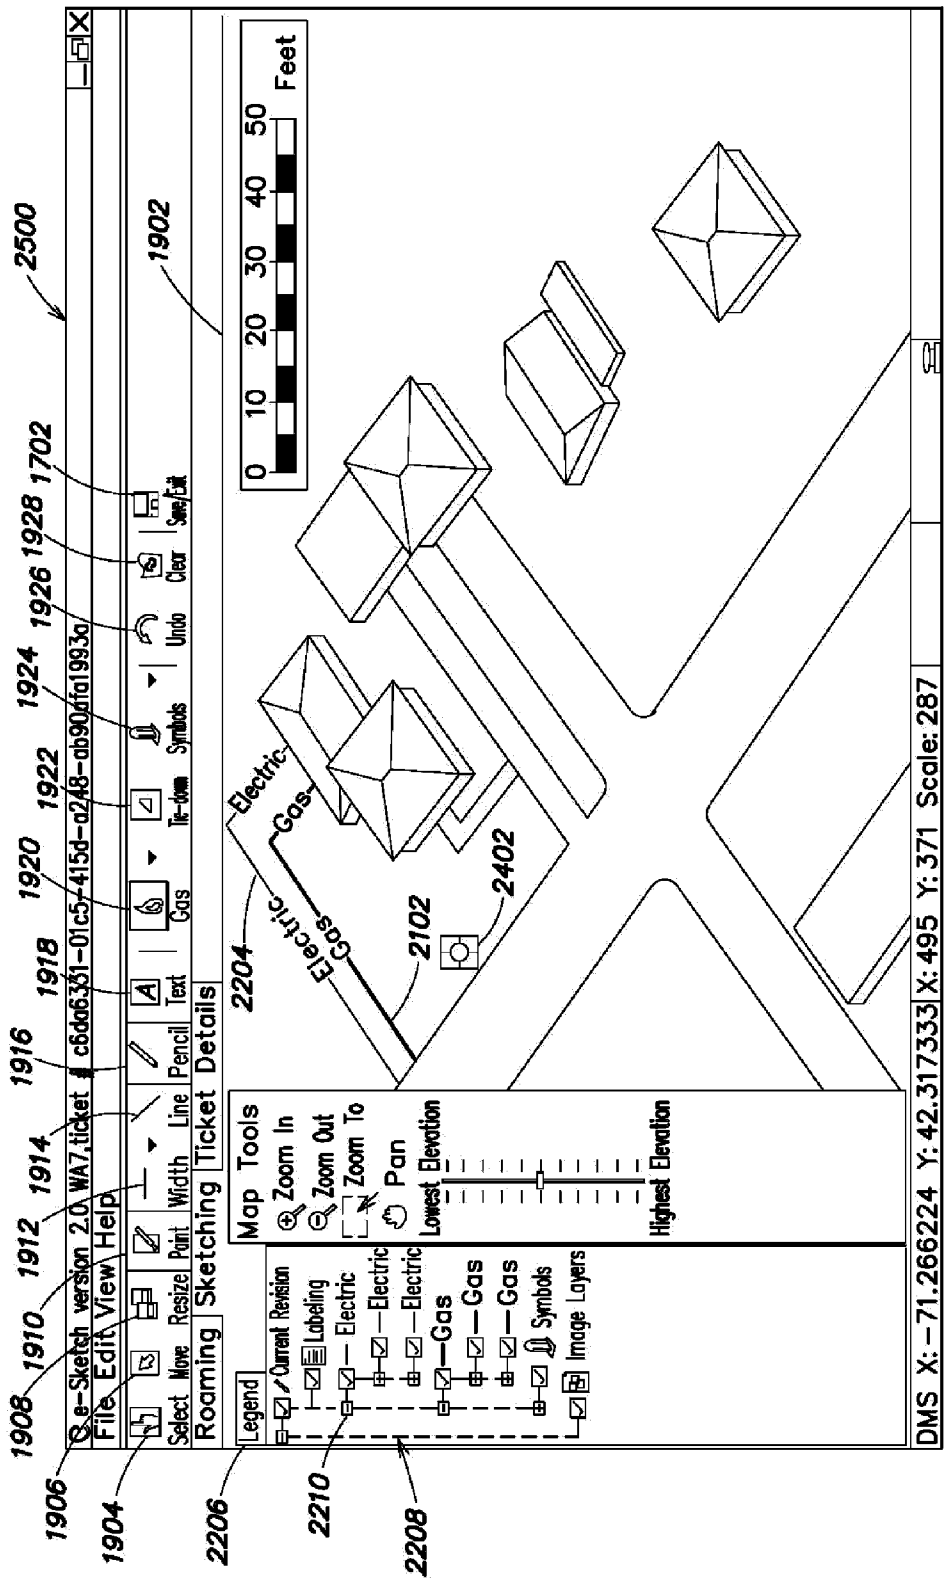 2500
1902
1904
1906
1908
1910
1912
1914
1916
1918
1920
1922
1924
1926
1928
1702
e-Sketch version 2.0 WA7,ticket # c6da6331-01c5-415d-a248-ab90dfa1993a
File Edit View Help
Select Move Resize Paint Width Line Pencil Text Gas Tie-down Symbols Undo Clear Save/Exit
Roaming Sketching Ticket Details
2206
Legend
Current Revision
Labeling
Electric
Electric
Electric
Gas
Gas
Gas
Symbols
Image Layers
2210
2208
Map Tools
Zoom In
Zoom Out
Zoom To
Pan
Lowest Elevation
Highest Elevation
0 10 20 30 40 50
Feet
2204
Electric
Electric
Electric
Gas
Gas
2102
2402
DMS X: -71.266224 Y: 42.317333 X: 495 Y: 371 Scale: 287